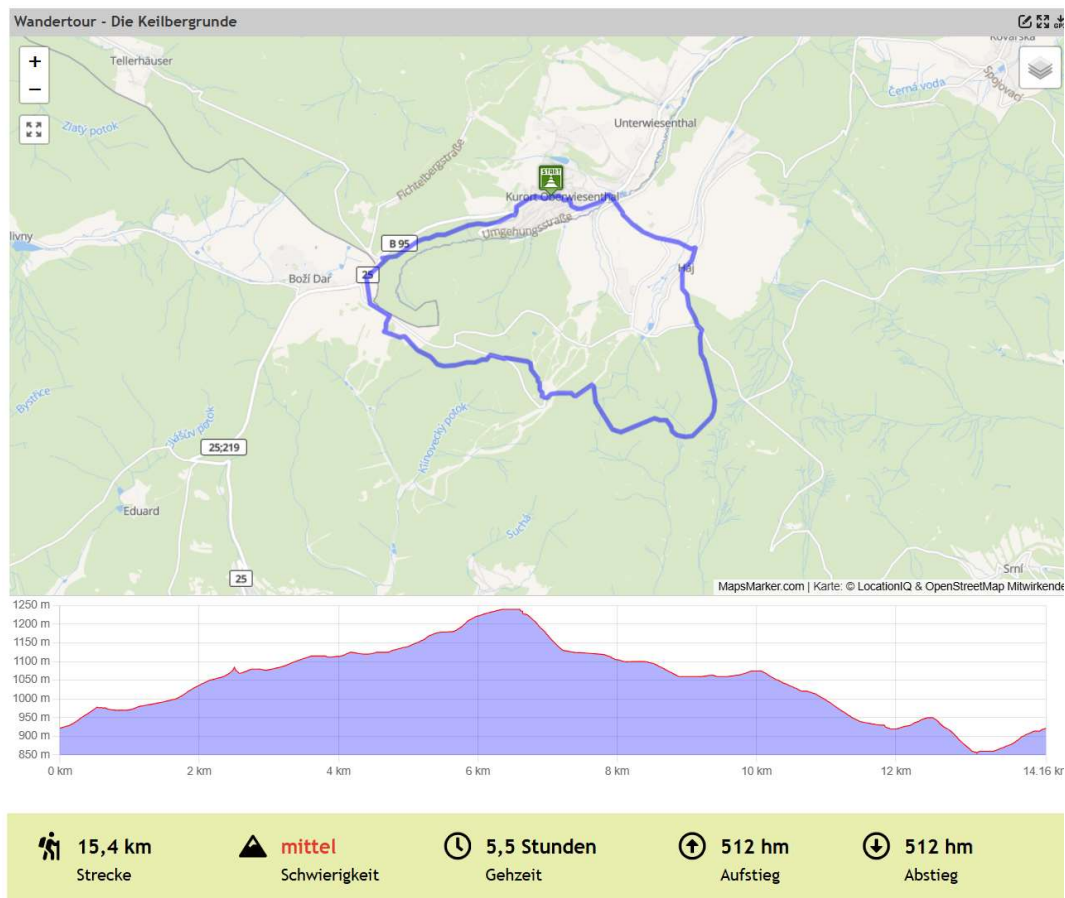 Wandertour - Die Keilbergrunde
+
−
Tellerhäuser
Kovářská
Spojovací
Černá voda
Zlatý potok
Unterwiesenthal
Fichtelbergstraße
START
Kurort Oberwiesenthal
Umgehungsstraße
B 95
livny
Boží Dar
25
Háj
Bystřice
Klínovecký potok
25;219
Eduard
Suchá
25
Srní
MapsMarker.com | Karte: © LocationIQ & OpenStreetMap Mitwirkende
1250 m
1200 m
1150 m
1100 m
1050 m
1000 m
950 m
900 m
850 m
0 km 2 km 4 km 6 km 8 km 10 km 12 km 14.16 km
15,4 km mittel 5,5 Stunden 512 hm 512 hm
Strecke Schwierigkeit Gehzeit Aufstieg Abstieg